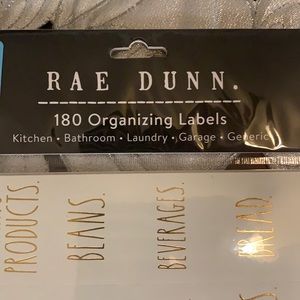 RAE DUNN.
180 Organizing Labels
Kitchen • Bathroom • Laundry • Garage • Generic
PRODUCTS.
BEANS.
BEVERAGES.
BREAD.